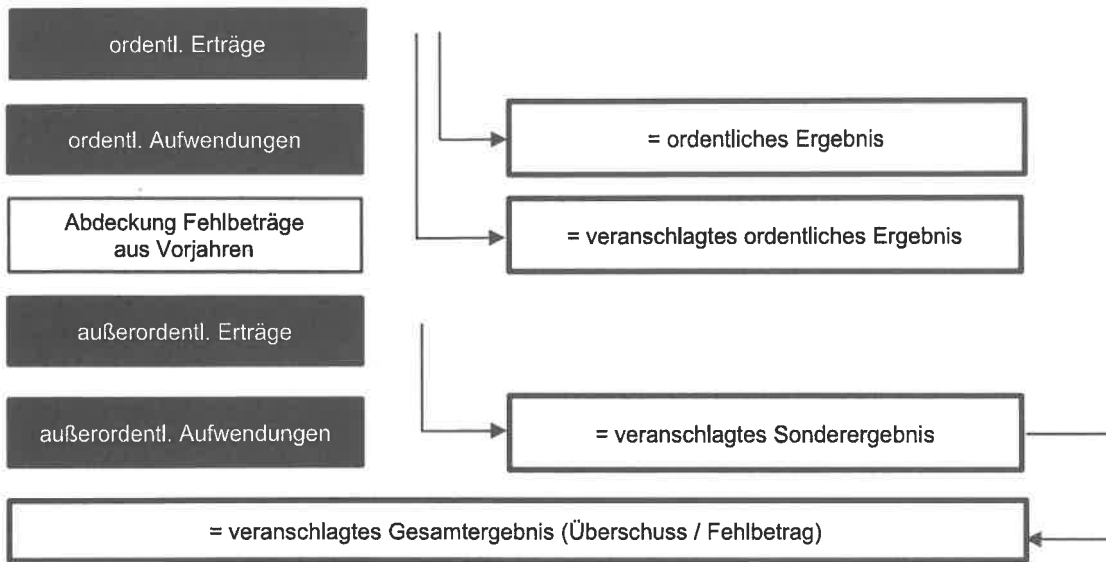 ordentl. Erträge
ordentl. Aufwendungen
= ordentliches Ergebnis
Abdeckung Fehlbeträge
aus Vorjahren
= veranschlagtes ordentliches Ergebnis
außerordentl. Erträge
außerordentl. Aufwendungen
= veranschlagtes Sonderergebnis
= veranschlagtes Gesamtergebnis (Überschuss / Fehlbetrag)